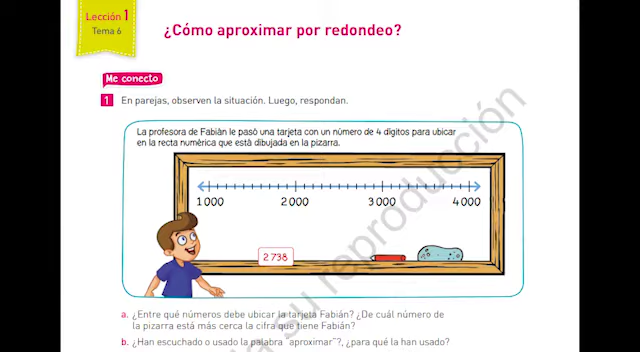 Lección 1
Tema 6
¿Cómo aproximar por redondeo?
Me conecto
1 En parejas, observen la situación. Luego, respondan.
La profesora de Fabián le pasó una tarjeta con un número de 4 dígitos para ubicar
en la recta numérica que está dibujada en la pizarra.
1 000 2 000 3 000 4 000
2 738
a. ¿Entre qué números debe ubicar la tarjeta Fabián? ¿De cuál número de
la pizarra está más cerca la cifra que tiene Fabián?
b. ¿Han escuchado o usado la palabra "aproximar"?, ¿para qué la han usado?
su reproducción